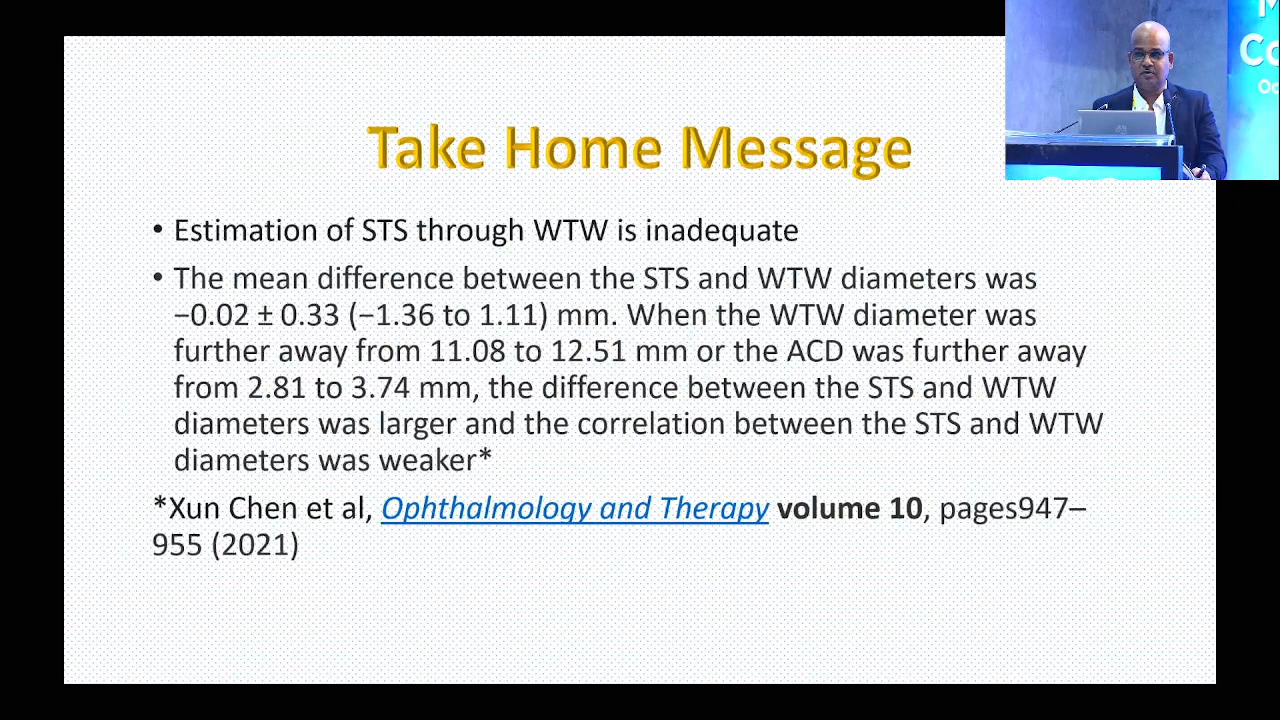 Take Home Message
• Estimation of STS through WTW is inadequate
• The mean difference between the STS and WTW diameters was
−0.02 ± 0.33 (−1.36 to 1.11) mm. When the WTW diameter was
further away from 11.08 to 12.51 mm or the ACD was further away
from 2.81 to 3.74 mm, the difference between the STS and WTW
diameters was larger and the correlation between the STS and WTW
diameters was weaker*
*Xun Chen et al, Ophthalmology and Therapy volume 10, pages947–
955 (2021)